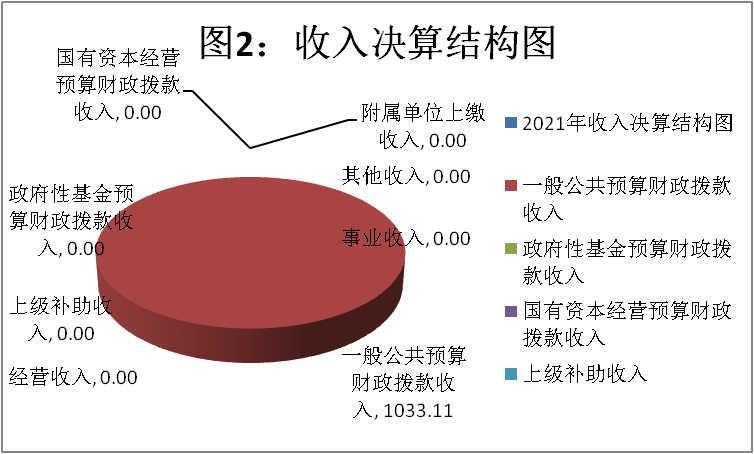 图2：收入决算结构图
国有资本经营
预算财政拨款
收入, 0.00
附属单位上缴
收入, 0.00
其他收入, 0.00
政府性基金预
算财政拨款收
入, 0.00
事业收入, 0.00
上级补助收
入, 0.00
经营收入, 0.00
一般公共预算
财政拨款收
入, 1033.11
2021年收入决算结构图
一般公共预算财政拨款
收入
政府性基金预算财政拨
款收入
国有资本经营预算财政
拨款收入
上级补助收入